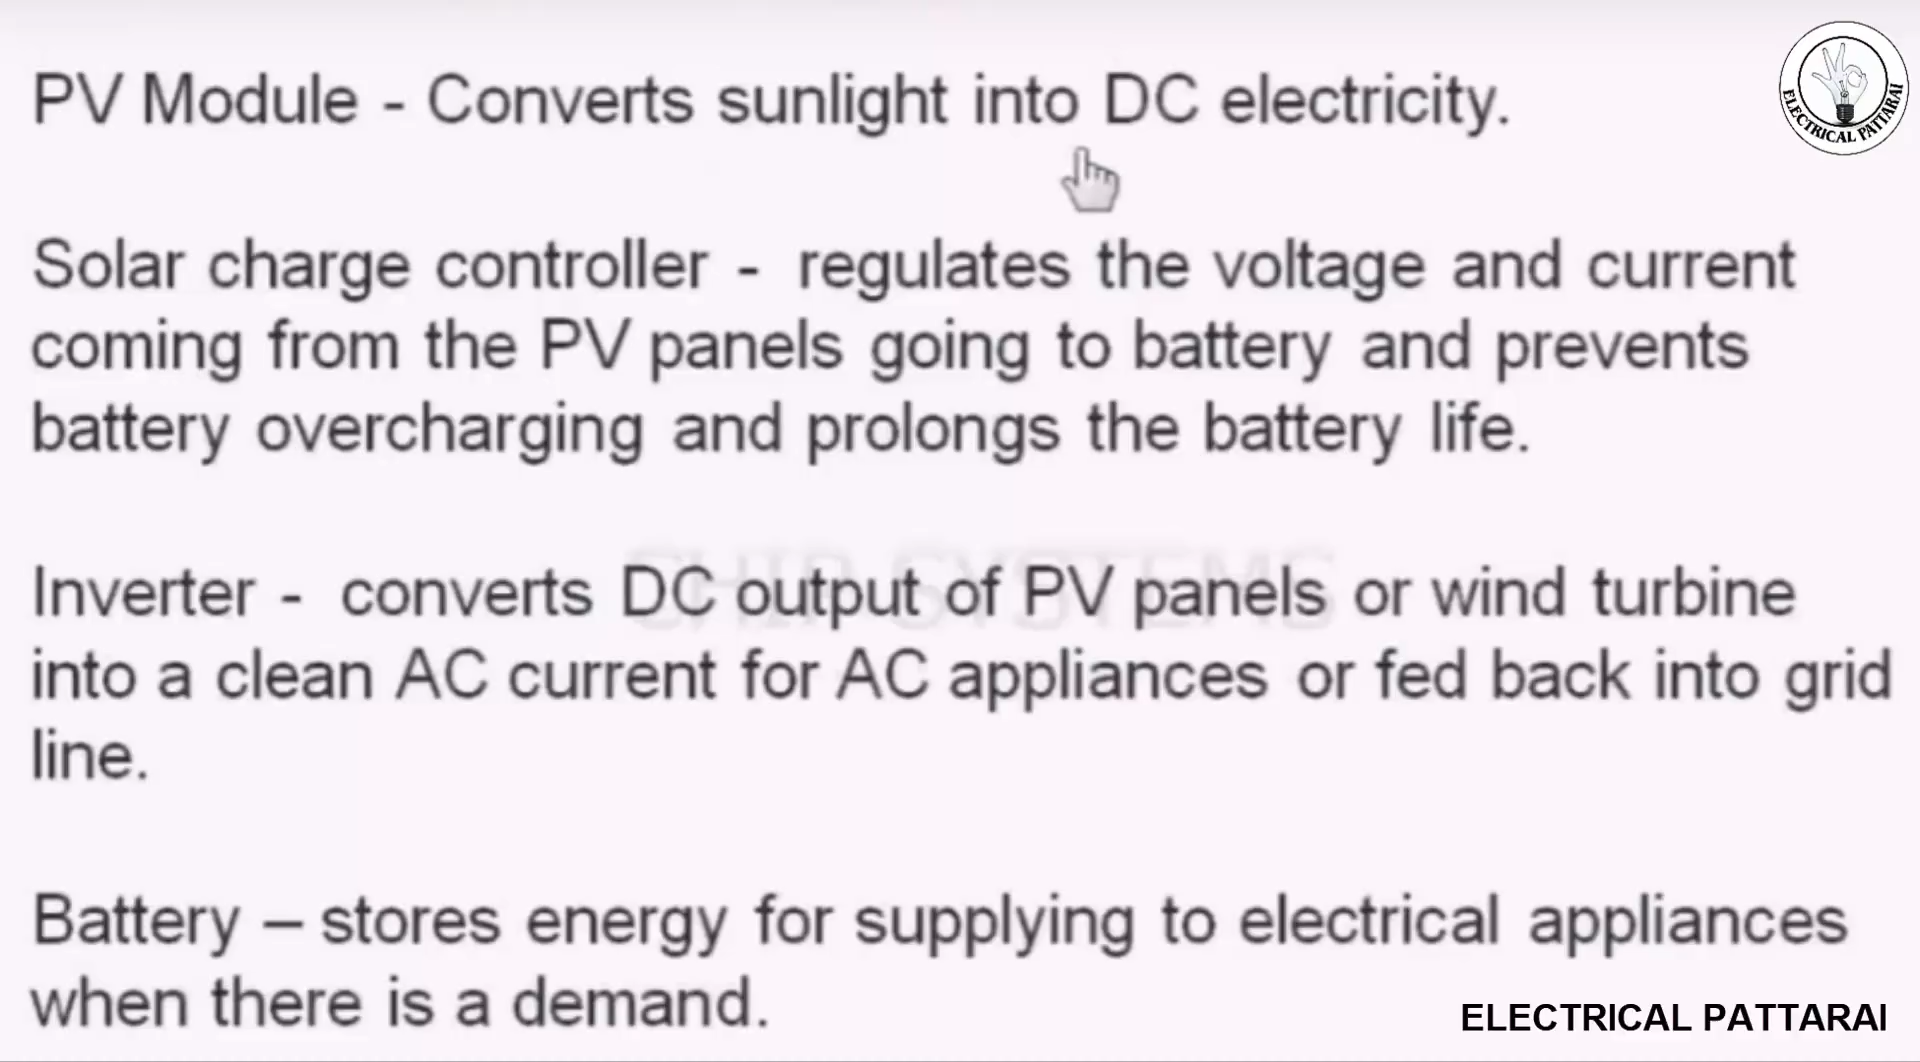 PV Module - Converts sunlight into DC electricity.
Solar charge controller - regulates the voltage and current
coming from the PV panels going to battery and prevents
battery overcharging and prolongs the battery life.
CHIP SYSTEMS
Inverter - converts DC output of PV panels or wind turbine
into a clean AC current for AC appliances or fed back into grid
line.
Battery – stores energy for supplying to electrical appliances
when there is a demand.
ELECTRICAL PATTARAI
ELECTRICAL PATTARAI